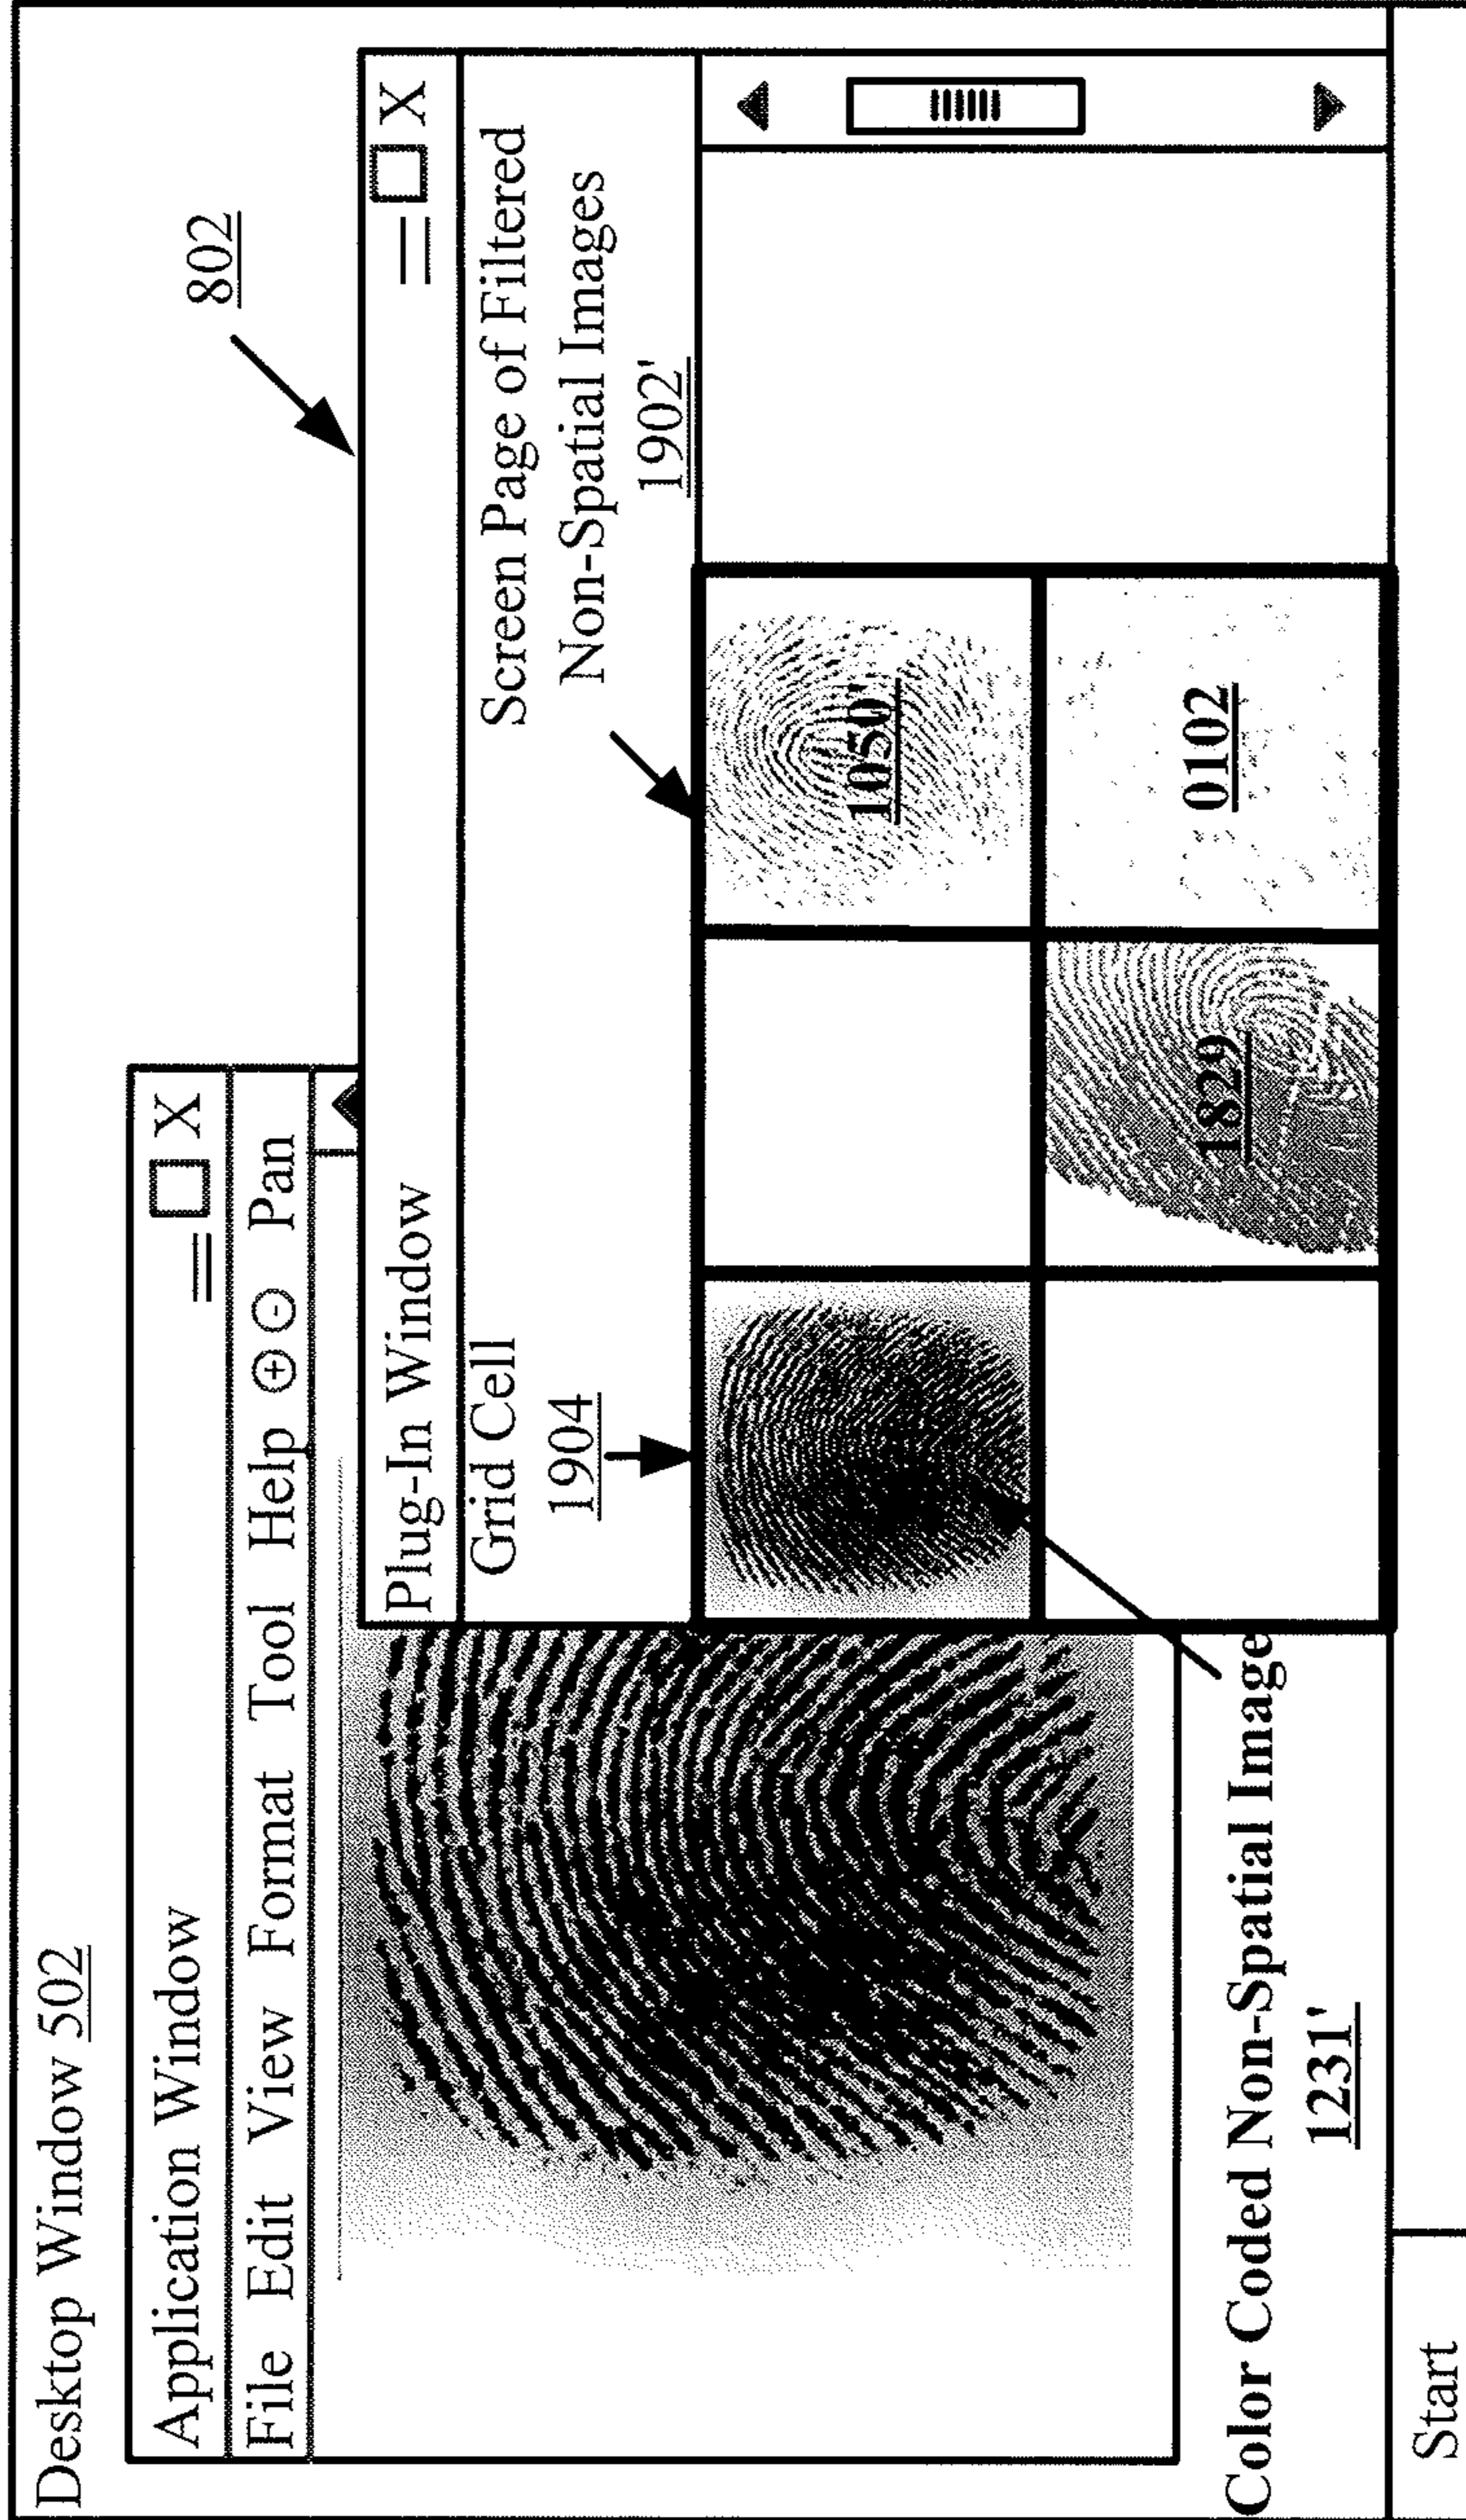 Desktop Window 502
802
Application Window
X
File Edit View Format Tool Help + - Pan
Plug-In Window
X
Grid Cell
1904
Screen Page of Filtered
Non-Spatial Images
1902'
1050'
1829
0102
Color Coded Non-Spatial Image
1231'
Start